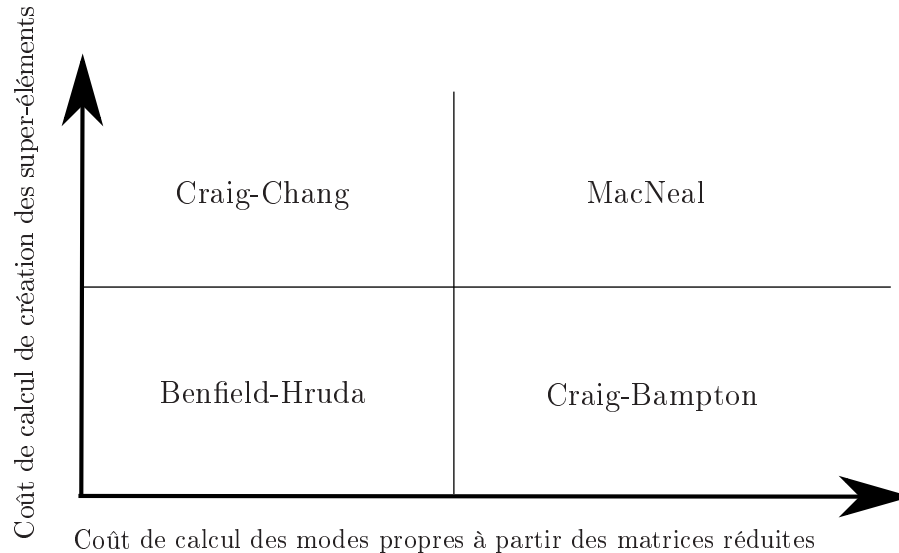 Coût de calcul de création des super-éléments
Craig-Chang
MacNeal
Benfield-Hruda
Craig-Bampton
Coût de calcul des modes propres à partir des matrices réduites